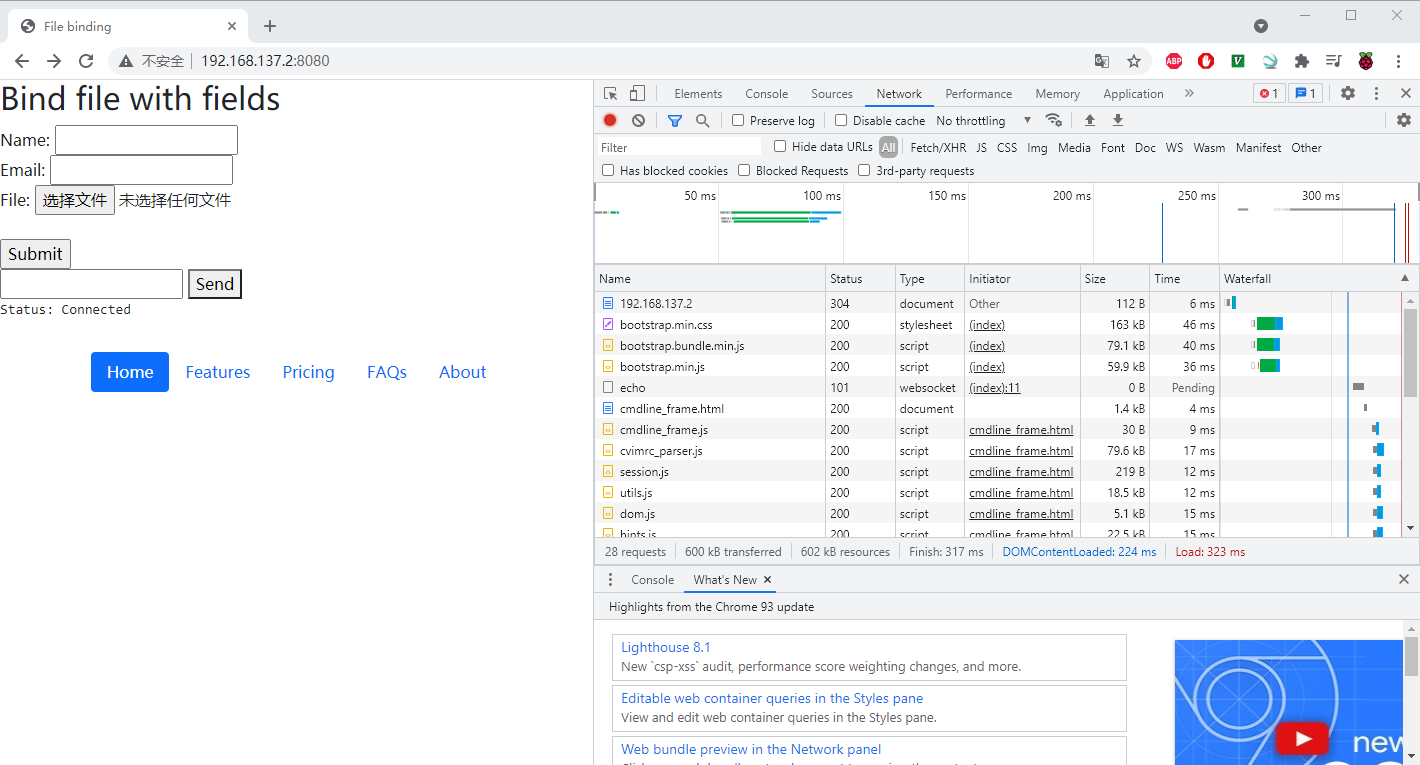 File binding
不安全 192.168.137.2:8080
Bind file with fields
Name:
Email:
File: 选择文件 未选择任何文件
Submit
Send
Status: Connected
Home Features Pricing FAQs About
Elements Console Sources Network Performance Memory Application » 1 1
Preserve log Disable cache No throttling
Filter Hide data URLs All Fetch/XHR JS CSS Img Media Font Doc WS Wasm Manifest Other
Has blocked cookies Blocked Requests 3rd-party requests
50 ms 100 ms 150 ms 200 ms 250 ms 300 ms
Name Status Type Initiator Size Time Waterfall
192.168.137.2 304 document Other 112 B 6 ms
bootstrap.min.css 200 stylesheet (index) 163 kB 46 ms
bootstrap.bundle.min.js 200 script (index) 79.1 kB 40 ms
bootstrap.min.js 200 script (index) 59.9 kB 36 ms
echo 101 websocket (index):11 0 B Pending
cmdline_frame.html 200 document 1.4 kB 4 ms
cmdline_frame.js 200 script cmdline_frame.html 30 B 9 ms
cvimrc_parser.js 200 script cmdline_frame.html 79.6 kB 17 ms
session.js 200 script cmdline_frame.html 219 B 12 ms
utils.js 200 script cmdline_frame.html 18.5 kB 12 ms
dom.js 200 script cmdline_frame.html 5.1 kB 15 ms
hints.js 200 script cmdline_frame.html 22.5 kB 15 ms
28 requests 600 kB transferred 602 kB resources Finish: 317 ms DOMContentLoaded: 224 ms Load: 323 ms
Console What's New
Highlights from the Chrome 93 update
Lighthouse 8.1
New `csp-xss` audit, performance score weighting changes, and more.
Editable web container queries in the Styles pane
View and edit web container queries in the Styles pane.
Web bundle preview in the Network panel
new